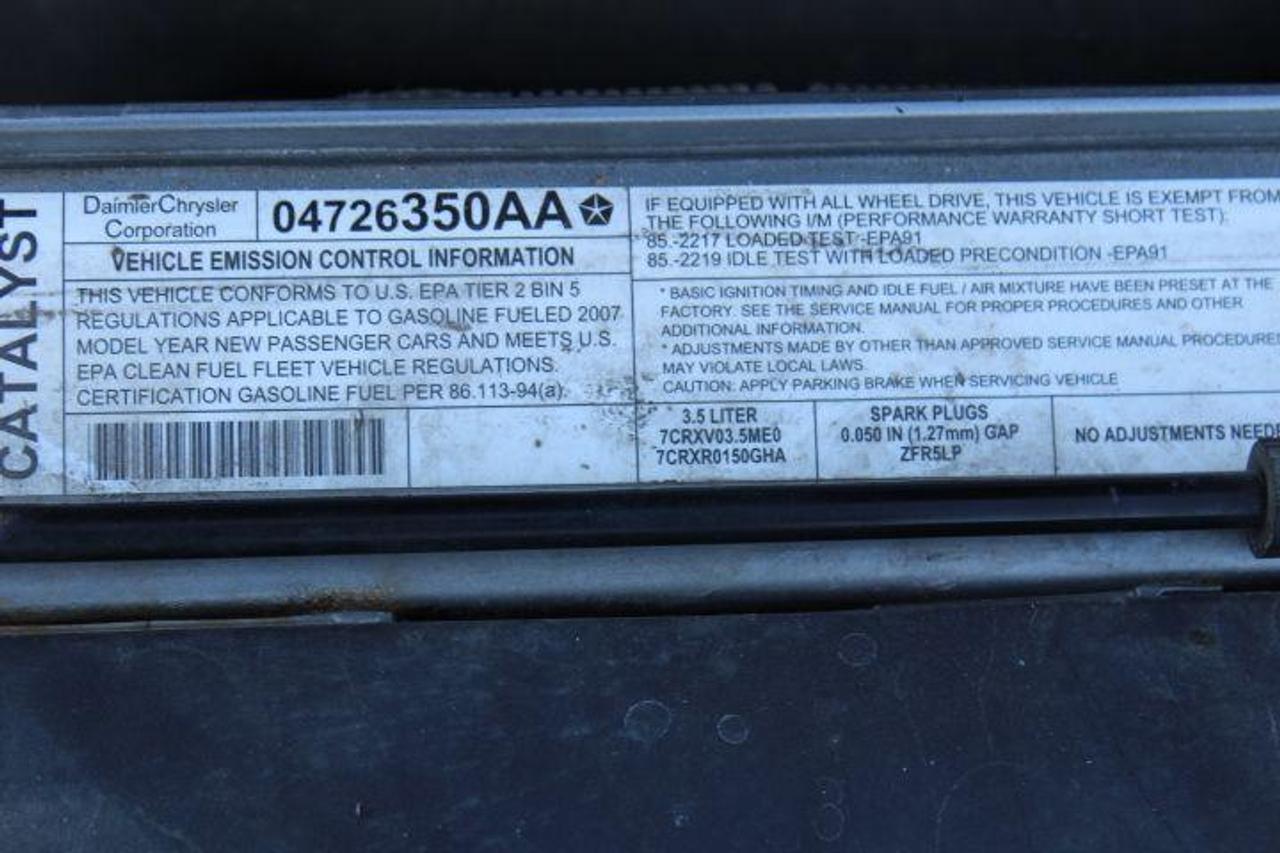 CATALYST
DaimlerChrysler
Corporation
04726350AA
VEHICLE EMISSION CONTROL INFORMATION
THIS VEHICLE CONFORMS TO U.S. EPA TIER 2 BIN 5
REGULATIONS APPLICABLE TO GASOLINE FUELED 2007
MODEL YEAR NEW PASSENGER CARS AND MEETS U.S.
EPA CLEAN FUEL FLEET VEHICLE REGULATIONS.
CERTIFICATION GASOLINE FUEL PER 86.113-94(a).
IF EQUIPPED WITH ALL WHEEL DRIVE, THIS VEHICLE IS EXEMPT FROM
THE FOLLOWING I/M (PERFORMANCE WARRANTY SHORT TEST):
85.-2217 LOADED TEST -EPA91
85.-2219 IDLE TEST WITH LOADED PRECONDITION -EPA91
* BASIC IGNITION TIMING AND IDLE FUEL / AIR MIXTURE HAVE BEEN PRESET AT THE
FACTORY. SEE THE SERVICE MANUAL FOR PROPER PROCEDURES AND OTHER
ADDITIONAL INFORMATION.
* ADJUSTMENTS MADE BY OTHER THAN APPROVED SERVICE MANUAL PROCEDURE
MAY VIOLATE LOCAL LAWS.
CAUTION: APPLY PARKING BRAKE WHEN SERVICING VEHICLE
3.5 LITER
7CRXV03.5ME0
7CRXR0150GHA
SPARK PLUGS
0.050 IN (1.27mm) GAP
ZFR5LP
NO ADJUSTMENTS NEEDE